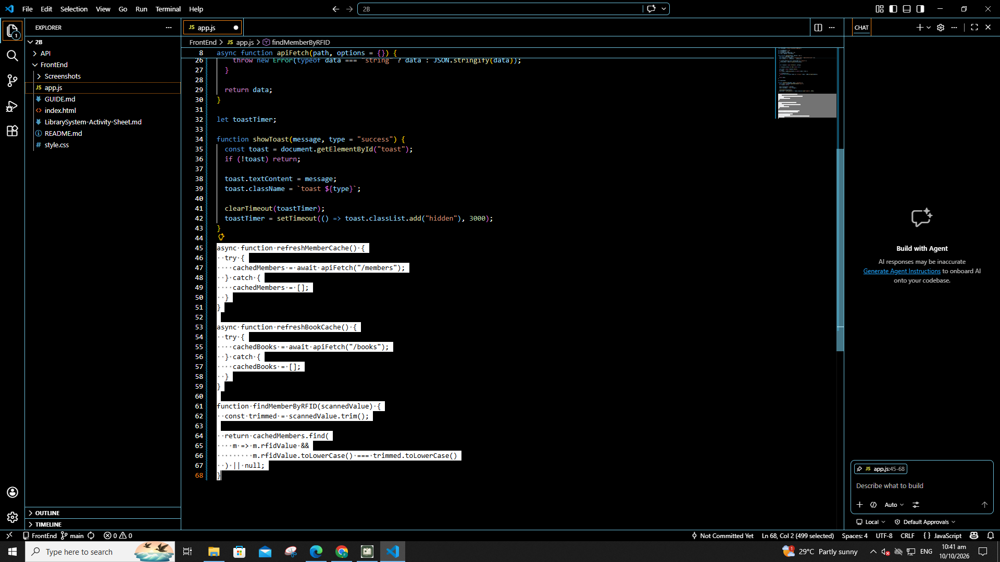 File Edit Selection View Go Run Terminal Help
2B
EXPLORER
2B
API
FrontEnd
Screenshots
JS app.js
GUIDE.md
index.html
LibrarySystem-Activity-Sheet.md
README.md
# style.css
OUTLINE
TIMELINE
JS app.js
FrontEnd > JS app.js > findMemberByRFID
8 async function apiFetch(path, options = {}) {
26 throw new Error(typeof data === "string" ? data : JSON.stringify(data));
27 }
28
29 return data;
30 }
31
32 let toastTimer;
33
34 function showToast(message, type = "success") {
35 const toast = document.getElementById("toast");
36 if (!toast) return;
37
38 toast.textContent = message;
39 toast.className = `toast ${type}`;
40
41 clearTimeout(toastTimer);
42 toastTimer = setTimeout(() => toast.classList.add("hidden"), 3000);
43 }
44
45 async function refreshMemberCache() {
46 try {
47 cachedMembers = await apiFetch("/members");
48 } catch {
49 cachedMembers = [];
50 }
51 }
52
53 async function refreshBookCache() {
54 try {
55 cachedBooks = await apiFetch("/books");
56 } catch {
57 cachedBooks = [];
58 }
59 }
60
61 function findMemberByRFID(scannedValue) {
62 const trimmed = scannedValue.trim();
63
64 return cachedMembers.find(
65 m => m.rfidValue &&
66 m.rfidValue.toLowerCase() === trimmed.toLowerCase()
67 ) || null;
68 }
CHAT
Build with Agent
AI responses may be inaccurate
Generate Agent Instructions to onboard AI
onto your codebase.
JS app.js:45-68
Describe what to build
Auto
Local Default Approvals
FrontEnd main 0 0 Not Committed Yet Ln 68, Col 2 (499 selected) Spaces: 4 UTF-8 CRLF {} JavaScript
Type here to search
1 29°C Partly sunny ENG
10:41 am
10/10/2026